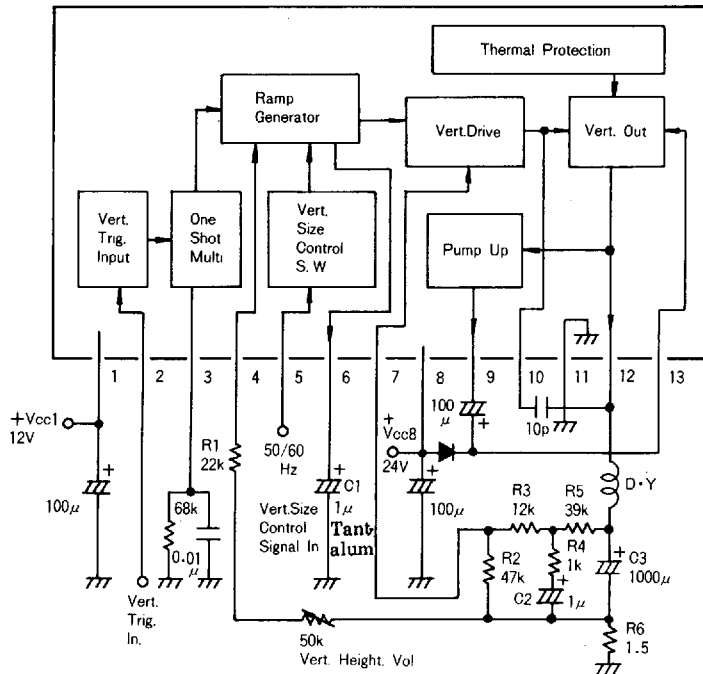 Thermal Protection
Ramp
Generator
Vert.Drive
Vert. Out
Vert.
Trig.
Input
One
Shot
Multi
Vert.
Size
Control
S. W
Pump Up
1
2
3
4
5
6
7
8
9
10
11
12
13
+Vcc1
12V
R1
22k
50/60
Hz
+
Vcc8
24V
100
μ
+
10p
+
100μ
68k
0.01
μ
Vert.Size
Control
Signal In
+
C1
1μ
Tant-
alum
+
100μ
R3
12k
R5
39k
D·Y
R2
47k
R4
1k
+
C2
1μ
+
C3
1000μ
R6
1.5
Vert.
Trig.
In.
50k
Vert. Height. Vol